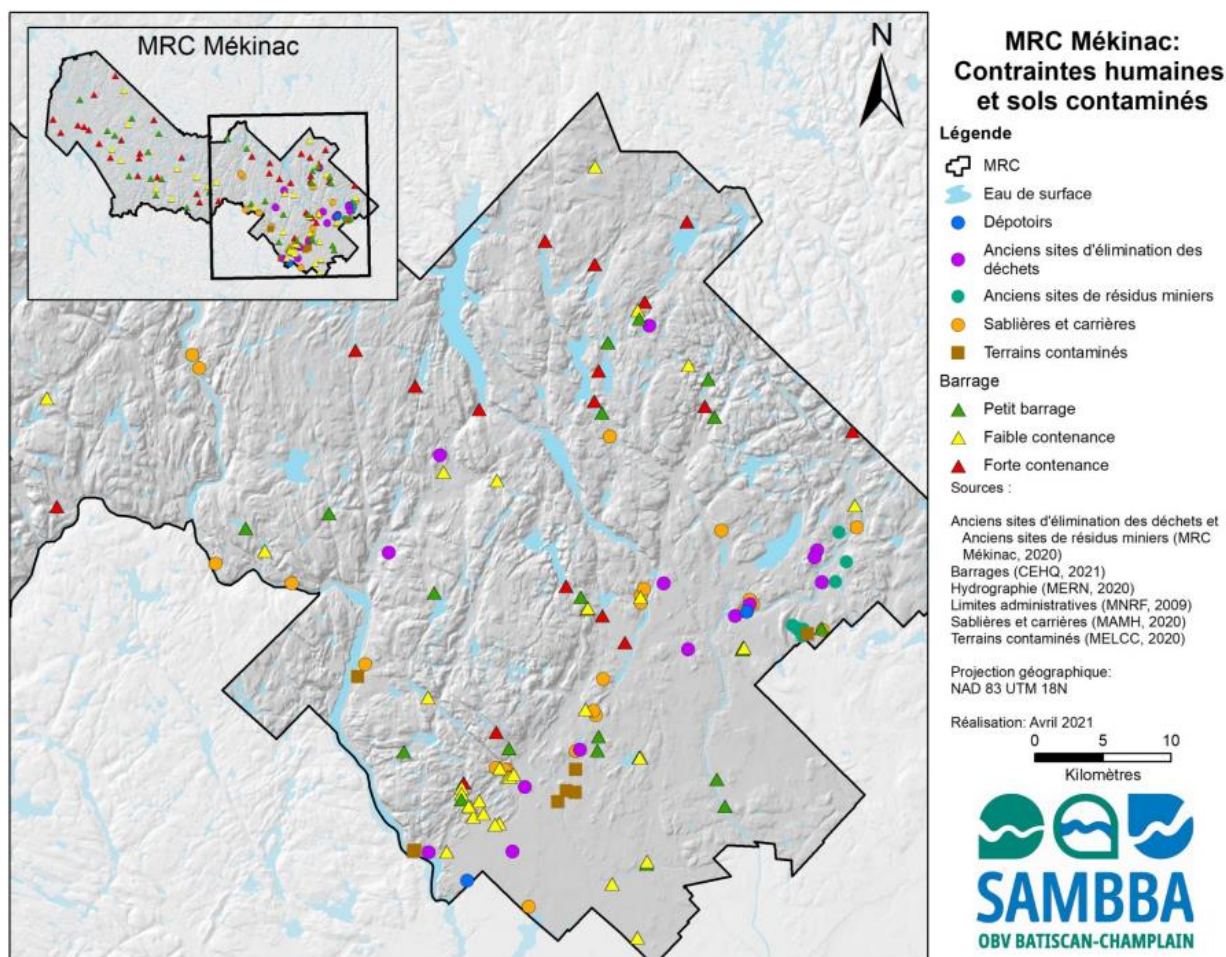 MRC Mékinac
N
MRC Mékinac:
Contraintes humaines
et sols contaminés
Légende
MRC
Eau de surface
Dépotoirs
Anciens sites d'élimination des
déchets
Anciens sites de résidus miniers
Sablières et carrières
Terrains contaminés
Barrage
Petit barrage
Faible contenance
Forte contenance
Sources :
Anciens sites d'élimination des déchets et
Anciens sites de résidus miniers (MRC
Mékinac, 2020)
Barrages (CEHQ, 2021)
Hydrographie (MERN, 2020)
Limites administratives (MNRF, 2009)
Sablières et carrières (MAMH, 2020)
Terrains contaminés (MELCC, 2020)
Projection géographique:
NAD 83 UTM 18N
Réalisation: Avril 2021
0 5 10
Kilomètres
SAMBBA
OBV BATISCAN-CHAMPLAIN